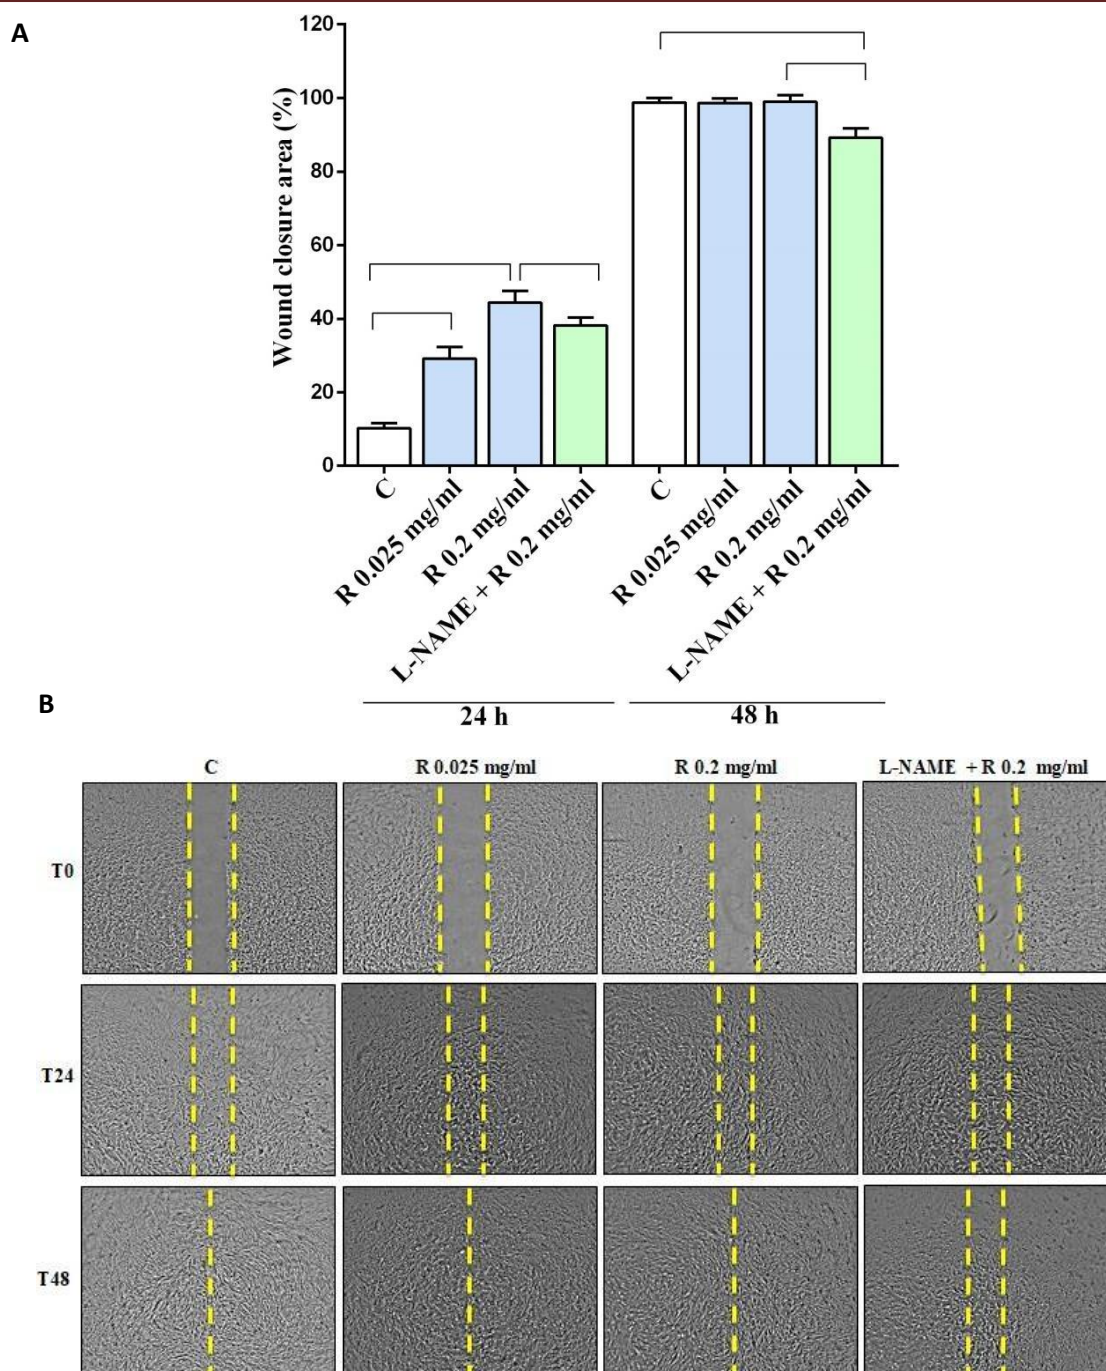 A
Wound closure area (%)
120
100
80
60
40
20
0
C
R 0.025 mg/ml
R 0.2 mg/ml
L-NAME + R 0.2 mg/ml
C
R 0.025 mg/ml
R 0.2 mg/ml
L-NAME + R 0.2 mg/ml
24 h
48 h
B
C
R 0.025 mg/ml
R 0.2 mg/ml
L-NAME + R 0.2 mg/ml
T0
T24
T48